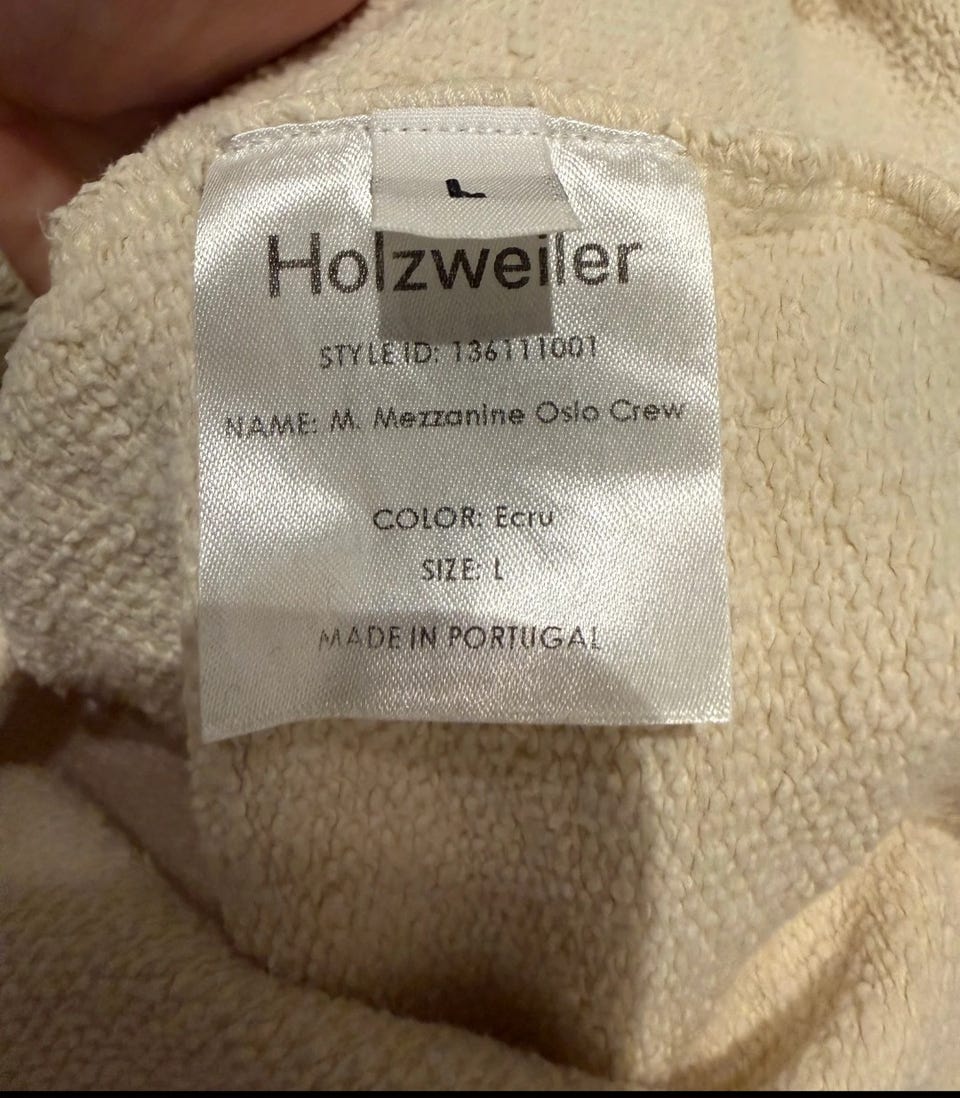 L
Holzweiler
STYLE ID: 136111001
NAME: M. Mezzanine Oslo Crew
COLOR: Ecru
SIZE: L
MADE IN PORTUGAL